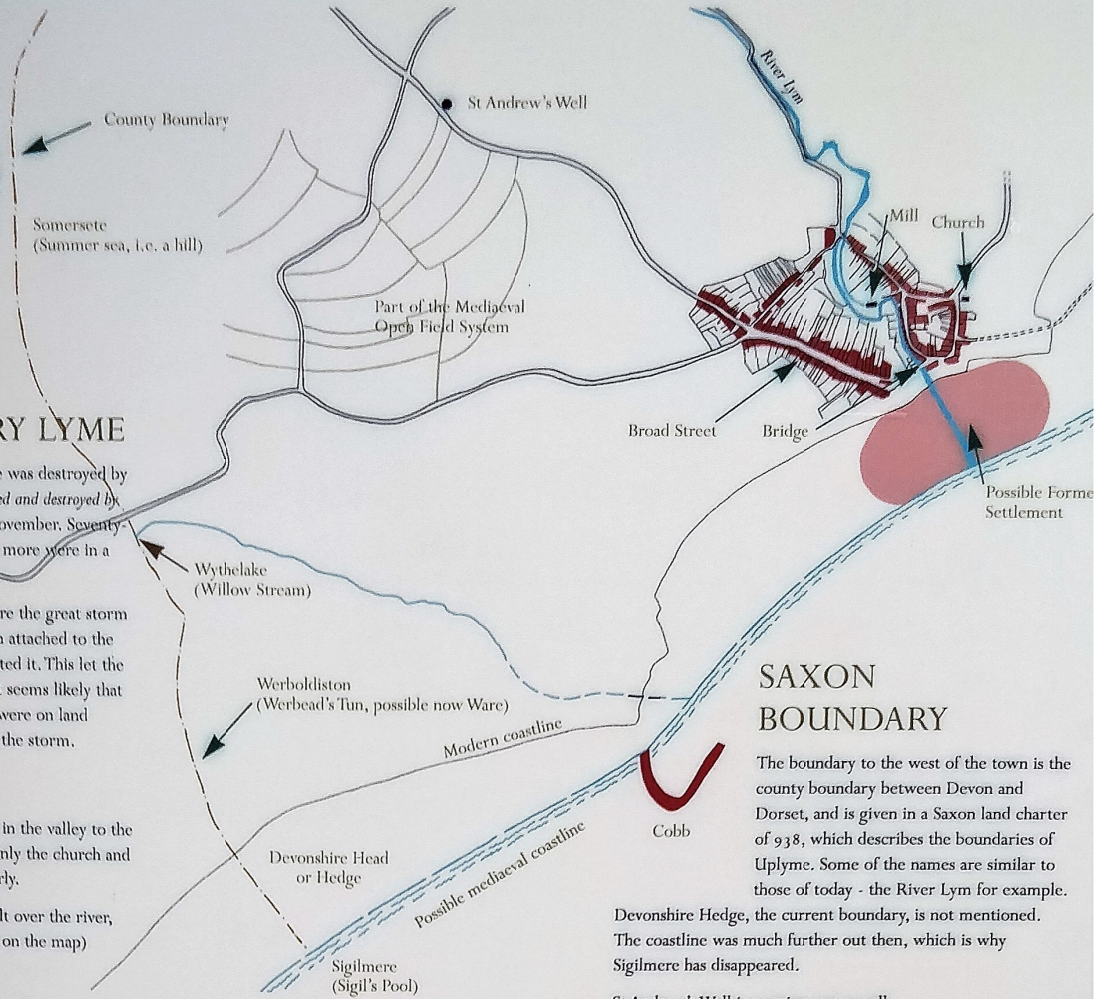 River Lym
St Andrew's Well
County Boundary
Somersete
(Summer sea, i.e. a hill)
Mill
Church
Part of the Mediaeval
Open Field System
Broad Street
Bridge
Possible Forme
Settlement
RY LYME
was destroyed by
ed and destroyed by
ovember. Seventy-
more were in a
re the great storm
attached to the
ted it. This let the
seems likely that
were on land
the storm.
in the valley to the
nly the church and
rly.
lt over the river,
on the map)
Wythelake
(Willow Stream)
Werboldiston
(Werbead's Tun, possible now Ware)
Modern coastline
Devonshire Head
or Hedge
Possible mediaeval coastline
Cobb
Sigilmere
(Sigil's Pool)
SAXON
BOUNDARY
The boundary to the west of the town is the
county boundary between Devon and
Dorset, and is given in a Saxon land charter
of 938, which describes the boundaries of
Uplyme. Some of the names are similar to
those of today - the River Lym for example.
Devonshire Hedge, the current boundary, is not mentioned.
The coastline was much further out then, which is why
Sigilmere has disappeared.